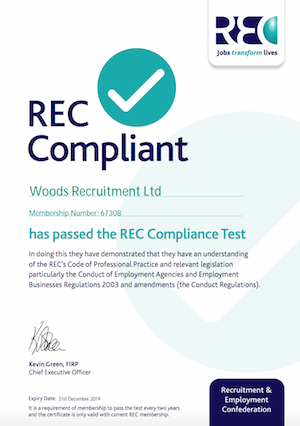 REC
Jobs transform lives
REC
Compliant
Woods Recruitment Ltd
Membership Number: 67308
has passed the REC Compliance Test
In doing this they have demonstrated that they have an understanding
of the REC's Code of Professional Practice and relevant legislation
particularly the Conduct of Employment Agencies and Employment
Businesses Regulations 2003 and amendments (the Conduct Regulations).
Kevin Green, FIRP
Chief Executive Officer
Expiry Date: 31st December 2019
It is a requirement of membership to pass the test every two years
and the certificate is only valid with current REC membership.
Recruitment &
Employment
Confederation